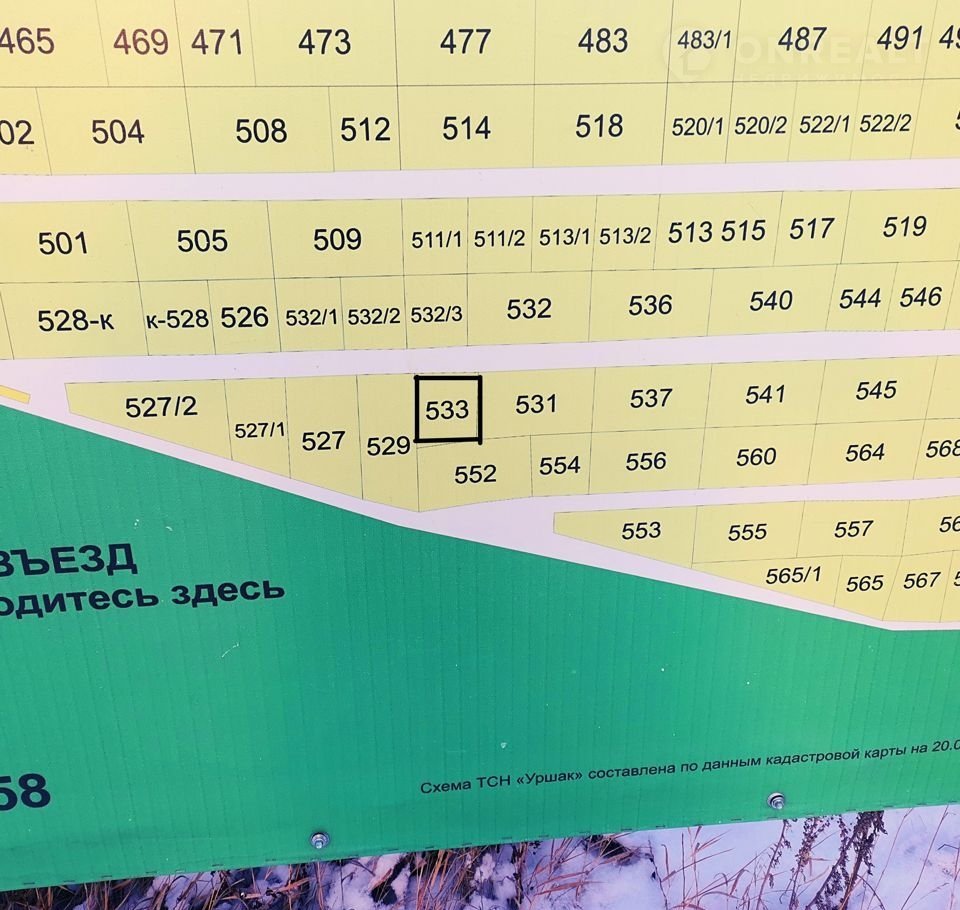 465 469 471 473 477 483 483/1 487 491
ONREALT
НЕДВИЖИМОСТЬ
02 504 508 512 514 518 520/1 520/2 522/1 522/2
501 505 509 511/1 511/2 513/1 513/2 513 515 517 519
528-к к-528 526 532/1 532/2 532/3 532 536 540 544 546
527/2 527/1 527 529 533 531 537 541 545
552 554 556 560 564 568
553 555 557
565/1 565 567
ВЪЕЗД
одитесь здесь
58
Схема ТСН «Уршак» составлена по данным кадастровой карты на 20.0